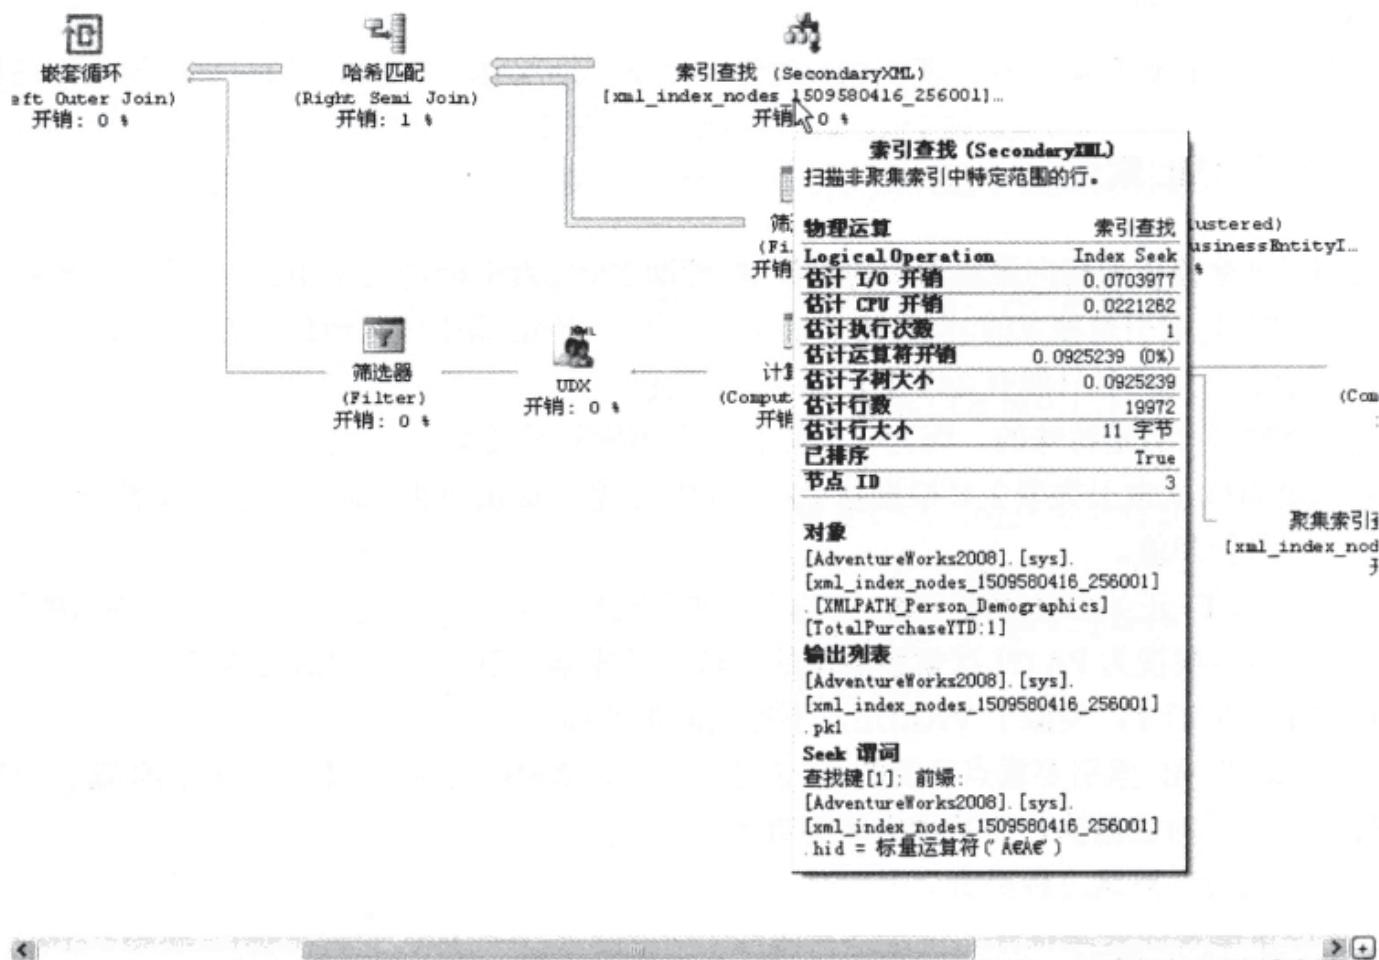 嵌套循环
eft Outer Join)
开销: 0 %
哈希匹配
(Right Semi Join)
开销: 1 %
索引查找 (SecondaryXML)
[xml_index_nodes_1509580416_256001]…
开销 0 %
筛
(Fi
开销
lustered)
usinessEntityI…
%
筛选器
(Filter)
开销: 0 %
UDX
开销: 0 %
计算
(Comput
开销
(Com
聚集索引
[xml_index_nod
开
索引查找 (SecondaryXML)
扫描非聚集索引中特定范围的行。
物理运算 索引查找
Logical Operation Index Seek
估计 I/O 开销 0.0703977
估计 CPU 开销 0.0221262
估计执行次数 1
估计运算符开销 0.0925239 (0%)
估计子树大小 0.0925239
估计行数 19972
估计行大小 11 字节
已排序 True
节点 ID 3
对象
[AdventureWorks2008].[sys].
[xml_index_nodes_1509580416_256001]
.[XMLPATH_Person_Demographics]
[TotalPurchaseYTD:1]
输出列表
[AdventureWorks2008].[sys].
[xml_index_nodes_1509580416_256001]
.pk1
Seek 谓词
查找键[1]: 前缀:
[AdventureWorks2008].[sys].
[xml_index_nodes_1509580416_256001]
.hid = 标量运算符(